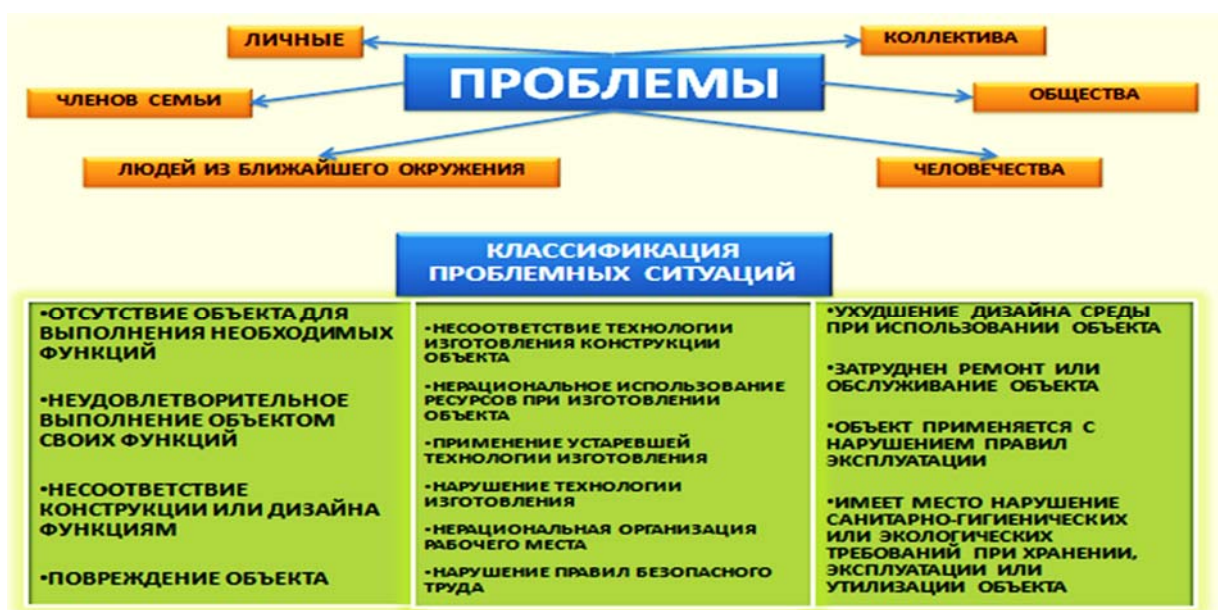 ЛИЧНЫЕ
КОЛЛЕКТИВА
ПРОБЛЕМЫ
ЧЛЕНОВ СЕМЬИ
ОБЩЕСТВА
ЛЮДЕЙ ИЗ БЛИЖАЙШЕГО ОКРУЖЕНИЯ
ЧЕЛОВЕЧЕСТВА
КЛАССИФИКАЦИЯ
ПРОБЛЕМНЫХ СИТУАЦИЙ
•ОТСУТСТВИЕ ОБЪЕКТА ДЛЯ
ВЫПОЛНЕНИЯ НЕОБХОДИМЫХ
ФУНКЦИЙ
•НЕУДОВЛЕТВОРИТЕЛЬНОЕ
ВЫПОЛНЕНИЕ ОБЪЕКТОМ
СВОИХ ФУНКЦИЙ
•НЕСООТВЕТСТВИЕ
КОНСТРУКЦИИ ИЛИ ДИЗАЙНА
ФУНКЦИЯМ
•ПОВРЕЖДЕНИЕ ОБЪЕКТА
•НЕСООТВЕТСТВИЕ ТЕХНОЛОГИИ
ИЗГОТОВЛЕНИЯ КОНСТРУКЦИИ
ОБЪЕКТА
•НЕРАЦИОНАЛЬНОЕ ИСПОЛЬЗОВАНИЕ
РЕСУРСОВ ПРИ ИЗГОТОВЛЕНИИ
ОБЪЕКТА
•ПРИМЕНЕНИЕ УСТАРЕВШЕЙ
ТЕХНОЛОГИИ ИЗГОТОВЛЕНИЯ
•НАРУШЕНИЕ ТЕХНОЛОГИИ
ИЗГОТОВЛЕНИЯ
•НЕРАЦИОНАЛЬНАЯ ОРГАНИЗАЦИЯ
РАБОЧЕГО МЕСТА
•НАРУШЕНИЕ ПРАВИЛ БЕЗОПАСНОГО
ТРУДА
•УХУДШЕНИЕ ДИЗАЙНА СРЕДЫ
ПРИ ИСПОЛЬЗОВАНИИ ОБЪЕКТА
•ЗАТРУДНЕН РЕМОНТ ИЛИ
ОБСЛУЖИВАНИЕ ОБЪЕКТА
•ОБЪЕКТ ПРИМЕНЯЕТСЯ С
НАРУШЕНИЕМ ПРАВИЛ
ЭКСПЛУАТАЦИИ
•ИМЕЕТ МЕСТО НАРУШЕНИЕ
САНИТАРНО-ГИГИЕНИЧЕСКИХ
ИЛИ ЭКОЛОГИЧЕСКИХ
ТРЕБОВАНИЙ ПРИ ХРАНЕНИИ,
ЭКСПЛУАТАЦИИ ИЛИ
УТИЛИЗАЦИИ ОБЪЕКТА